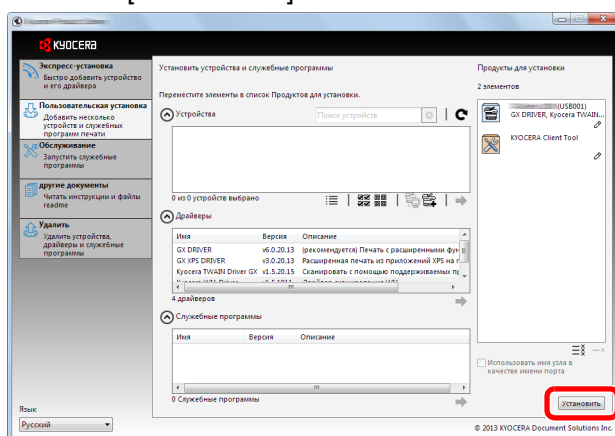 KYOCERA
Экспресс-установка
Быстро добавить устройство
и его драйвера
Пользовательская установка
Добавить несколько
устройств и служебных
программ печати
Обслуживание
Запустить служебные
программы
другие документы
Читать инструкции и файлы
readme
Удалить
Удалить устройства,
драйверы и служебные
программы
Язык:
Русский
Установить устройства и служебные программы
Переместите элементы в список Продуктов для установки.
Устройства
Поиск устройств
0 из 0 устройств выбрано
Драйверы
Имя Версия Описание
GX DRIVER v6.0.20.13 (рекомендуется) Печать с расширенными фун
GX XPS DRIVER v3.0.20.13 Расширенная печать из приложений XPS на
Kyocera TWAIN Driver GX v1.5.20.15 Сканировать с помощью поддерживаемых
4 драйверов
Служебные программы
Имя Версия Описание
0 Служебные программы
Продукты для установки
2 элементов
(USB001)
GX DRIVER, Kyocera TWAIN...
KYOCERA Client Tool
Использовать имя узла в
качестве имени порта
Установить
© 2013 KYOCERA Document Solutions Inc.